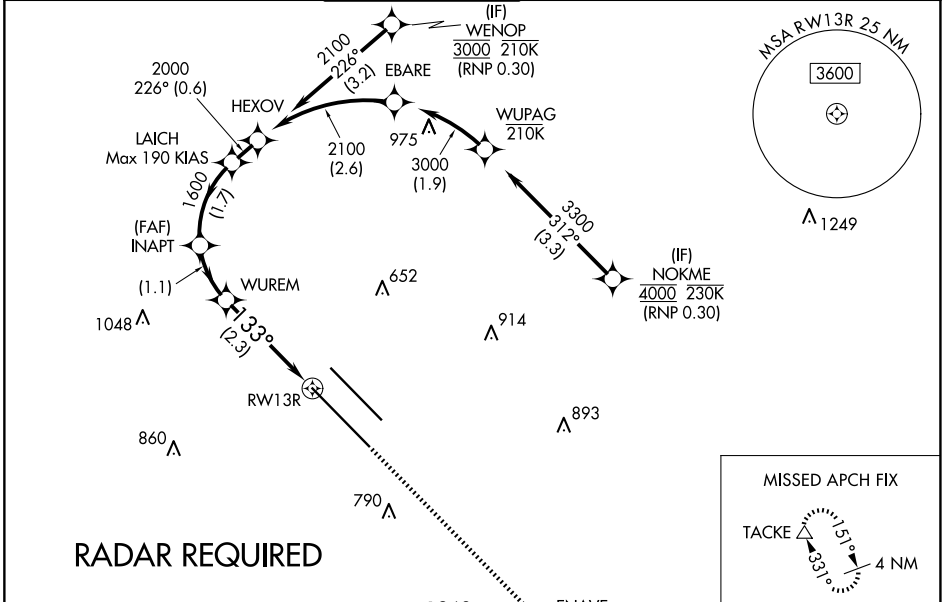 (IF)
WENOP
3000 210K
(RNP 0.30)
2100
226°
(3.2)
2000
226° (0.6)
HEXOV
EBARE
WUPAG
210K
LAICH
Max 190 KIAS
975
2100
(2.6)
3000
(1.9)
1600
(1.7)
3300
312°
(3.3)
(FAF)
INAPT
(IF)
NOKME
4000 230K
(RNP 0.30)
(1.1)
WUREM
652
1048
133°
(2.3)
914
RW13R
893
860
790
RADAR REQUIRED
MSA RW13R 25 NM
3600
1249
MISSED APCH FIX
TACKE
151°
331°
4 NM